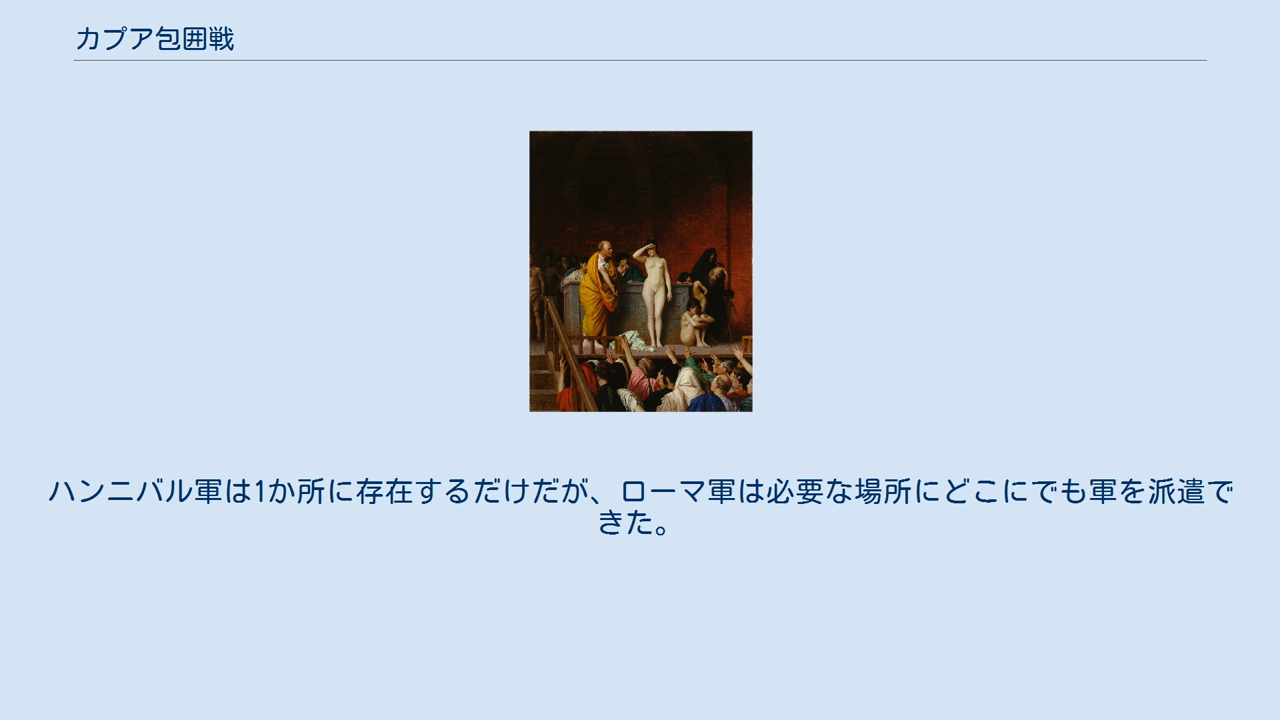 カプア包囲戦
ハンニバル軍は1か所に存在するだけだが、ローマ軍は必要な場所にどこにでも軍を派遣で
きた。